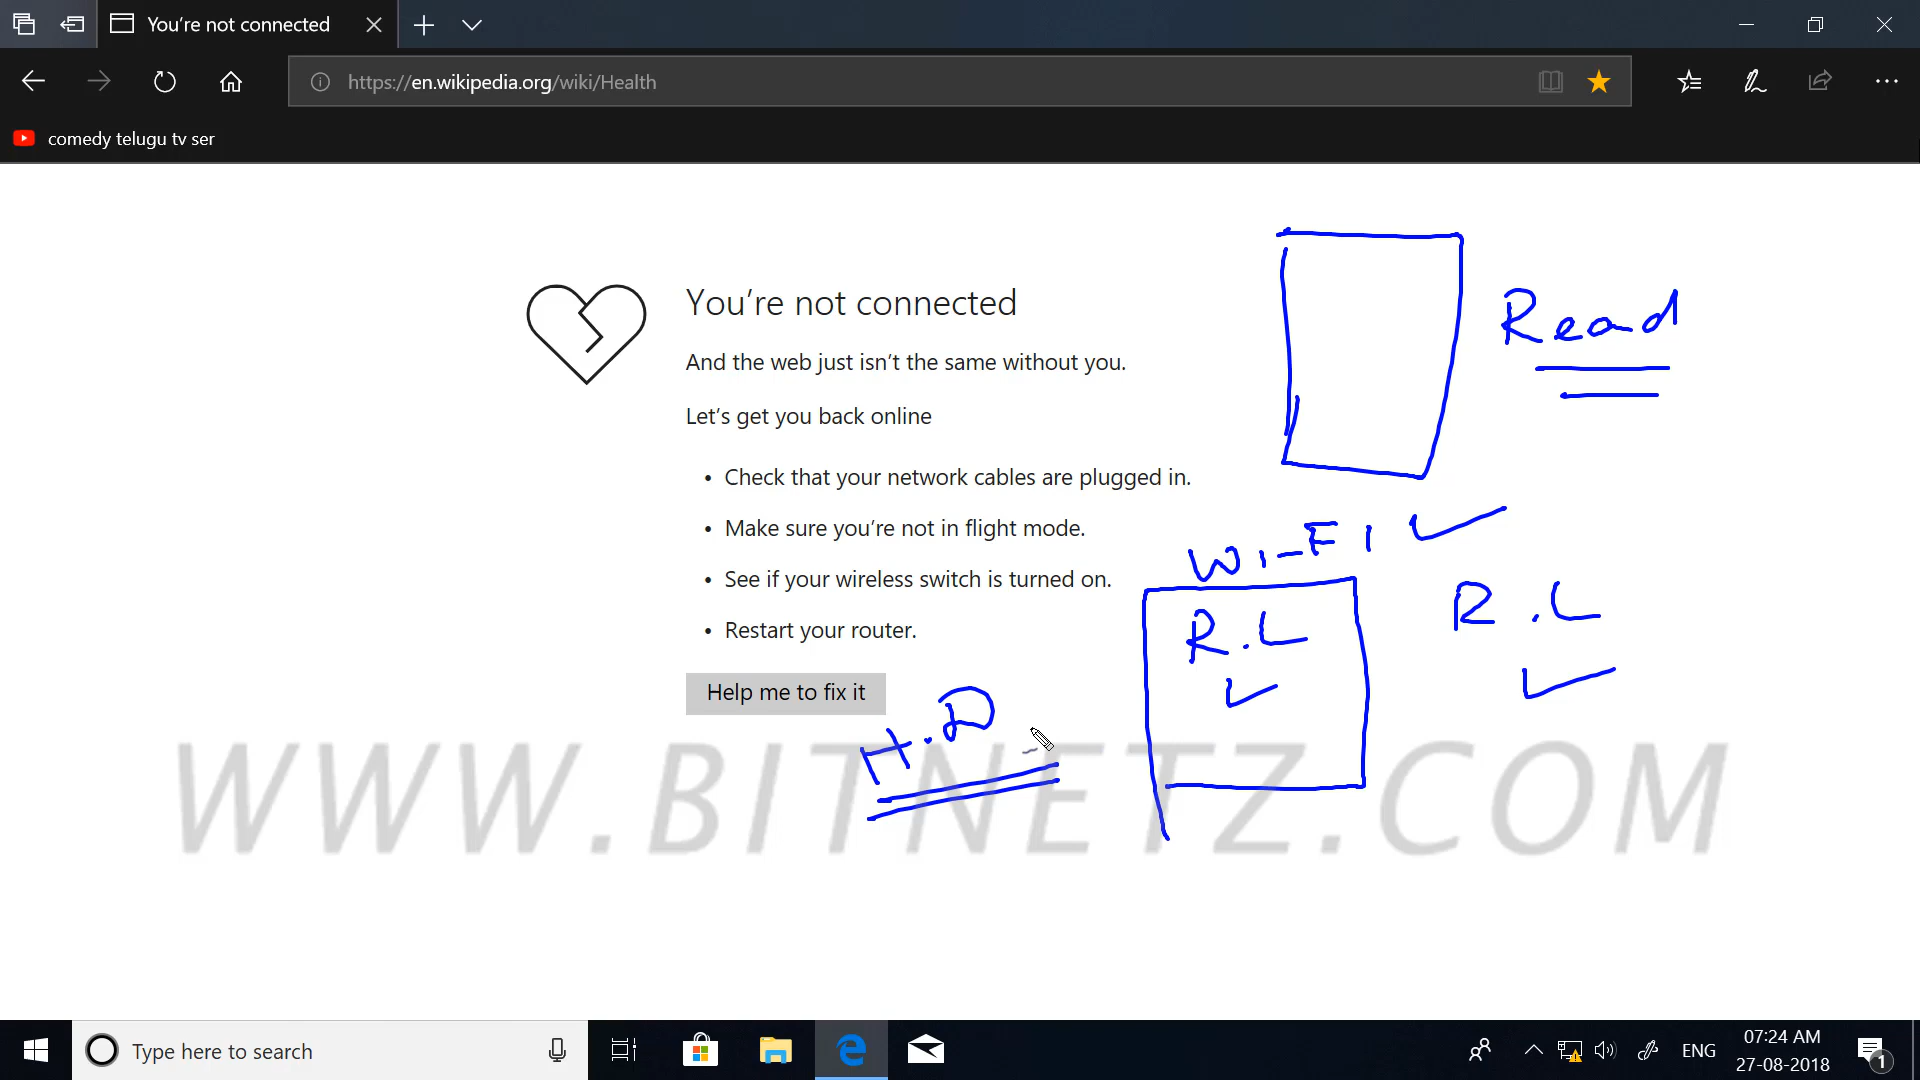 You're not connected
https://en.wikipedia.org/wiki/Health
comedy telugu tv ser
You're not connected
And the web just isn't the same without you.
Let's get you back online
• Check that your network cables are plugged in.
• Make sure you're not in flight mode.
• See if your wireless switch is turned on.
• Restart your router.
Help me to fix it
Read
WI-FI
R.L
R.L
H.D
WWW.BITNETZ.COM
Type here to search
ENG
07:24 AM
27-08-2018
1